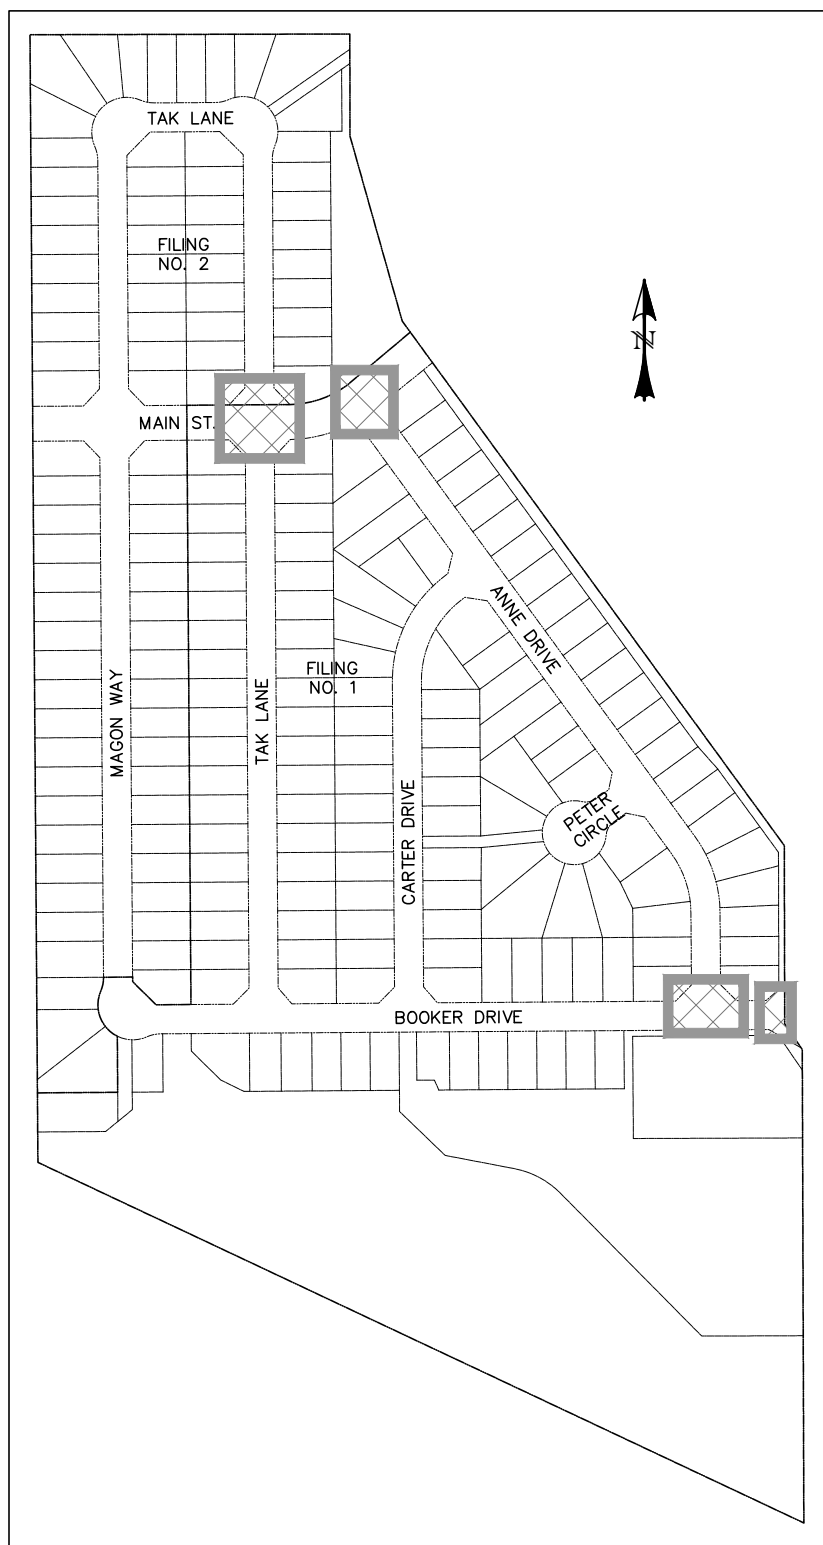 TAK LANE
FILING
NO. 2
N
MAIN ST.
ANNE DRIVE
FILING
NO. 1
MAGON WAY
TAK LANE
CARTER DRIVE
PETER
CIRCLE
BOOKER DRIVE